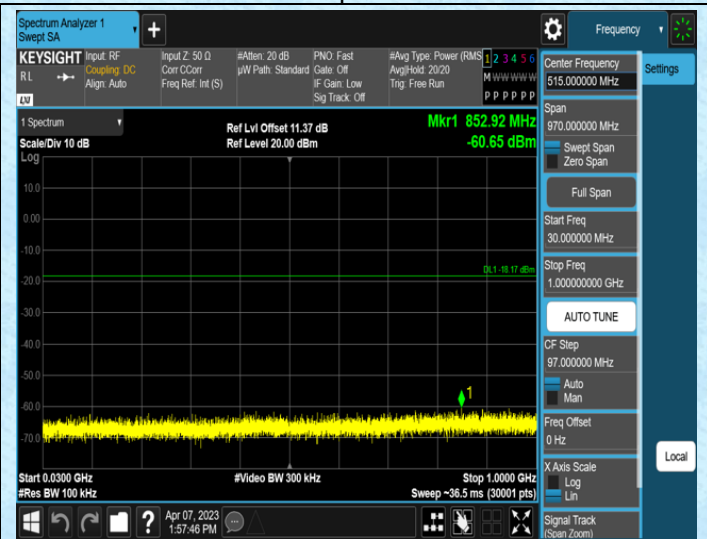 Spectrum Analyzer 1
Swept SA
+
Frequency
KEYSIGHT
RL
LXI
Input: RF
Coupling: DC
Align: Auto
Input Z: 50 Ω
Corr CCorr
Freq Ref: Int (S)
#Atten: 20 dB
µW Path: Standard
PNO: Fast
Gate: Off
IF Gain: Low
Sig Track: Off
#Avg Type: Power (RMS
Avg|Hold: 20/20
Trig: Free Run
1 2 3 4 5 6
M W W W W W
P P P P P P
1 Spectrum
Scale/Div 10 dB
Log
Ref Lvl Offset 11.37 dB
Ref Level 20.00 dBm
Mkr1 852.92 MHz
-60.65 dBm
10.0
0.00
-10.0
-20.0
-30.0
-40.0
-50.0
-60.0
-70.0
DL1 -18.17 dBm
1
Start 0.0300 GHz
#Res BW 100 kHz
#Video BW 300 kHz
Stop 1.0000 GHz
Sweep ~36.5 ms (30001 pts)
Center Frequency
515.000000 MHz
Span
970.000000 MHz
Swept Span
Zero Span
Full Span
Start Freq
30.000000 MHz
Stop Freq
1.000000000 GHz
AUTO TUNE
CF Step
97.000000 MHz
Auto
Man
Freq Offset
0 Hz
X Axis Scale
Log
Lin
Signal Track
(Span Zoom)
Settings
Local
?
Apr 07, 2023
1:57:46 PM